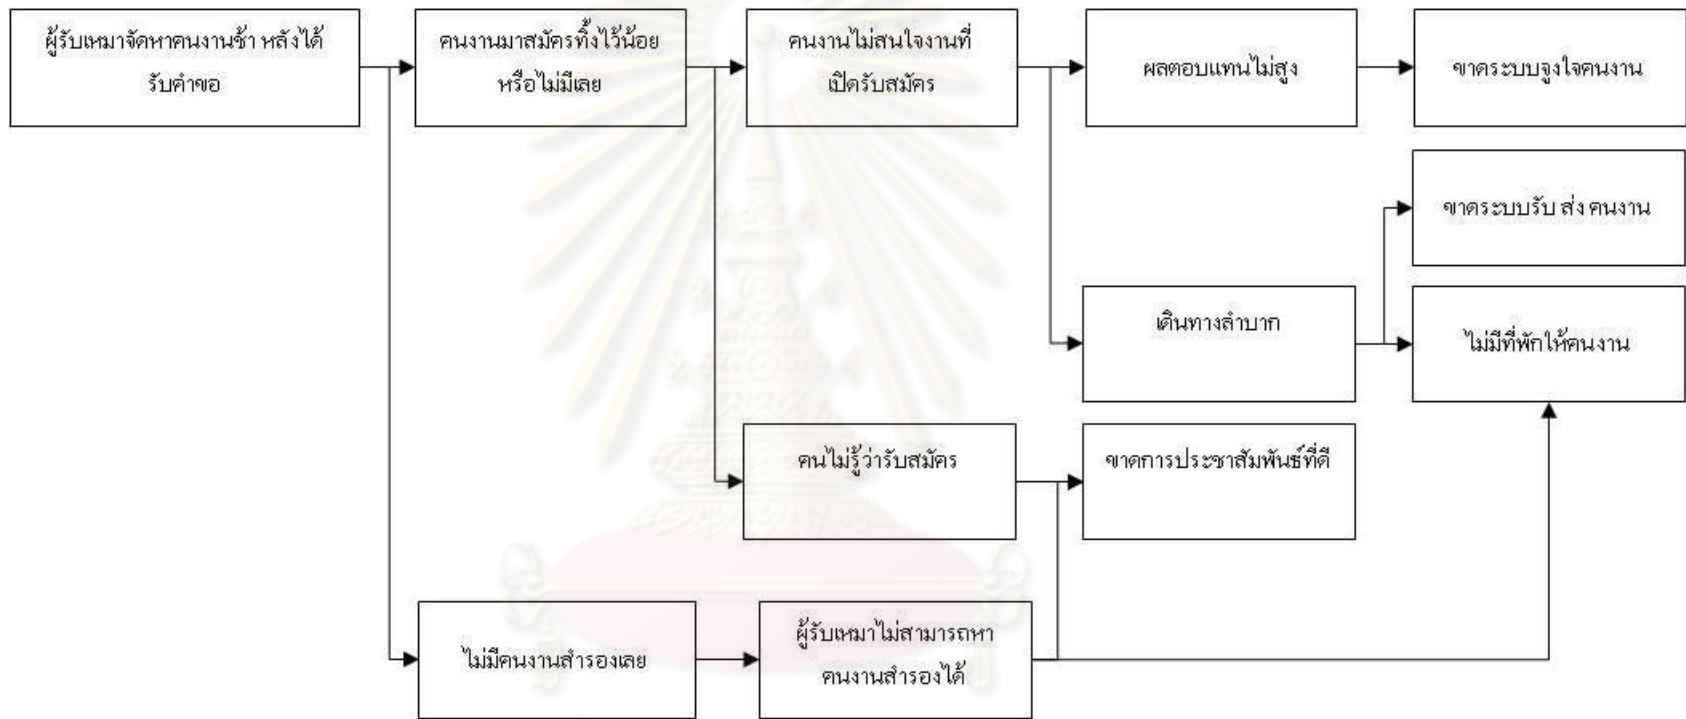 ผู้รับเหมาจัดหาคนงานช้า หลังได้
รับคำขอ
คนงานมาสมัครทิ้งไว้น้อย
หรือไม่มีเลย
คนงานไม่สนใจงานที่
เปิดรับสมัคร
ผลตอบแทนไม่สูง
ขาดระบบจูงใจคนงาน
ขาดระบบรับ ส่ง คนงาน
เดินทางลำบาก
ไม่มีที่พักให้คนงาน
คนไม่รู้ว่ารับสมัคร
ขาดการประชาสัมพันธ์ที่ดี
ไม่มีคนงานสำรองเลย
ผู้รับเหมาไม่สามารถหา
คนงานสำรองได้